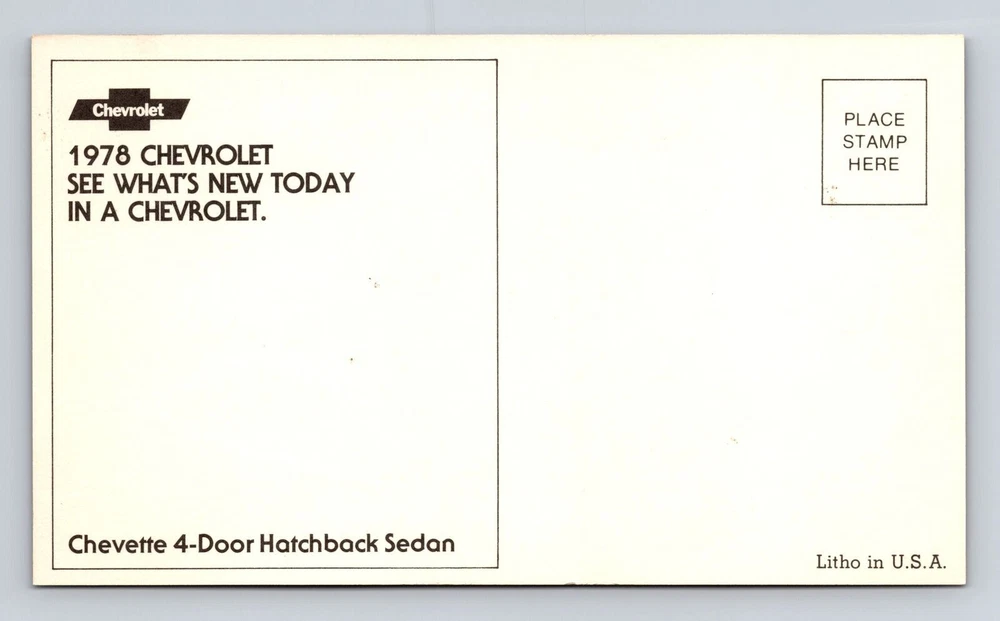 Chevrolet
1978 CHEVROLET
SEE WHAT'S NEW TODAY
IN A CHEVROLET.
Chevette 4-Door Hatchback Sedan
PLACE
STAMP
HERE
Litho in U.S.A.